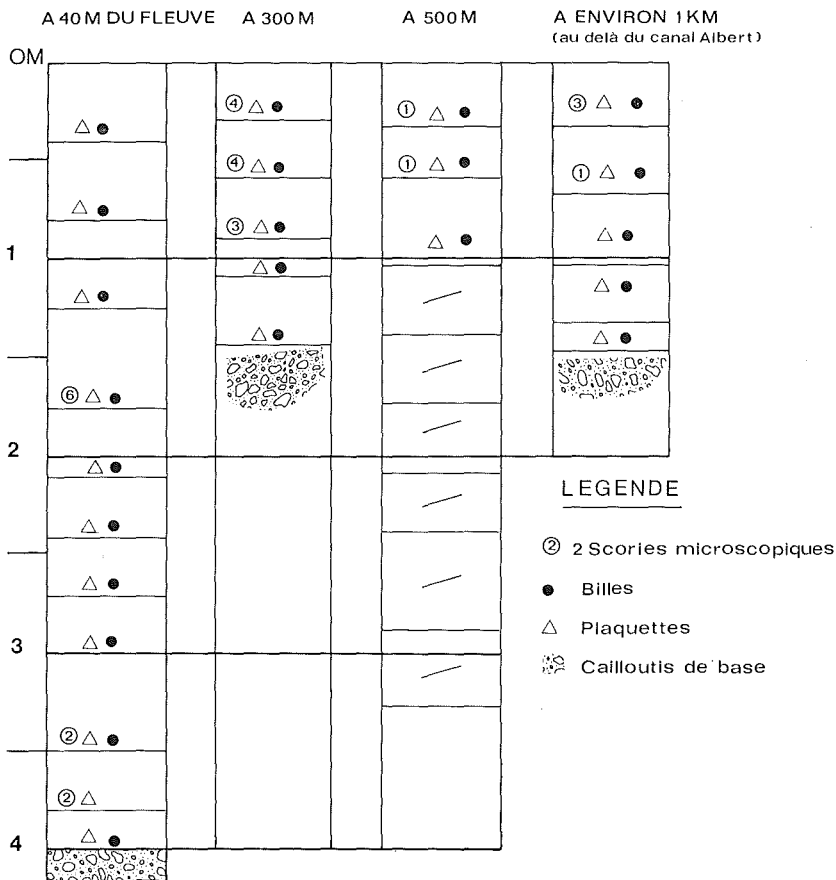 A 40 M DU FLEUVE A 300 M A 500 M A ENVIRON 1 KM
(au delà du canal Albert)
OM
④ ① ③
④ ① ①
③
1
⑥
2
LEGENDE
② 2 Scories microscopiques
Billes
Plaquettes
Cailloutis de base
3
②
②
4